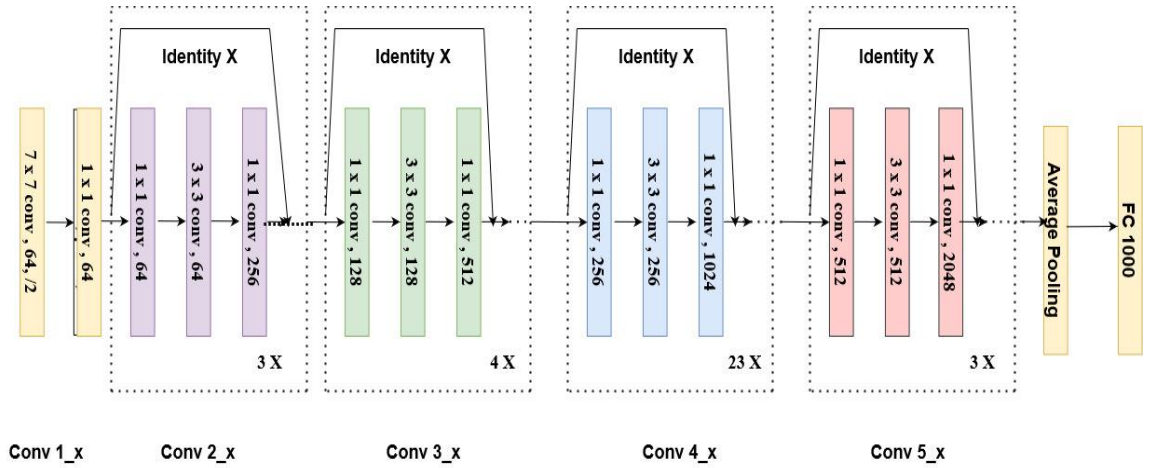 Identity X
Identity X
Identity X
Identity X
7 x 7 conv , 64, /2
1 x 1 conv , 64
1 x 1 conv , 64
3 x 3 conv , 64
1 x 1 conv , 256
1 x 1 conv , 128
3 x 3 conv , 128
1 x 1 conv , 512
1 x 1 conv , 256
3 x 3 conv , 256
1 x 1 conv , 1024
1 x 1 conv , 512
3 x 3 conv , 512
1 x 1 conv , 2048
Average Pooling
FC 1000
3 X
4 X
23 X
3 X
Conv 1_x
Conv 2_x
Conv 3_x
Conv 4_x
Conv 5_x